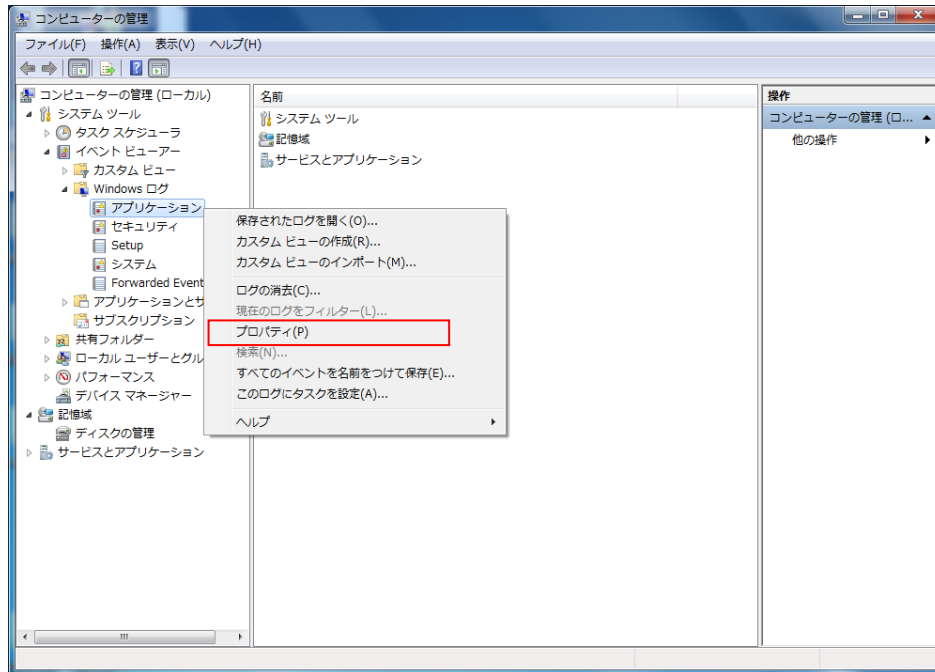 コンピューターの管理
ファイル(F) 操作(A) 表示(V) ヘルプ(H)
コンピューターの管理 (ローカル)
システム ツール
タスク スケジューラ
イベント ビューアー
カスタム ビュー
Windows ログ
アプリケーション
セキュリティ
Setup
システム
Forwarded Event
アプリケーションとサ
サブスクリプション
共有フォルダー
ローカル ユーザーとグル
パフォーマンス
デバイス マネージャー
記憶域
ディスクの管理
サービスとアプリケーション
名前
システム ツール
記憶域
サービスとアプリケーション
保存されたログを開く(O)...
カスタム ビューの作成(R)...
カスタム ビューのインポート(M)...
ログの消去(C)...
現在のログをフィルター(L)...
プロパティ(P)
検索(N)...
すべてのイベントを名前をつけて保存(E)...
このログにタスクを設定(A)...
ヘルプ
操作
コンピューターの管理 (ロ...
他の操作